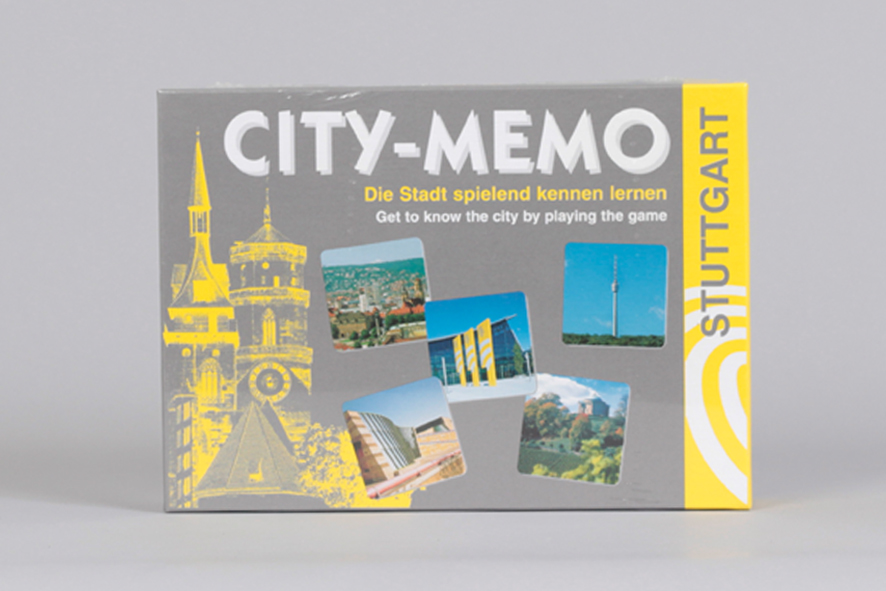 CITY-MEMO
Die Stadt spielend kennen lernen
Get to know the city by playing the game
STUTTGART